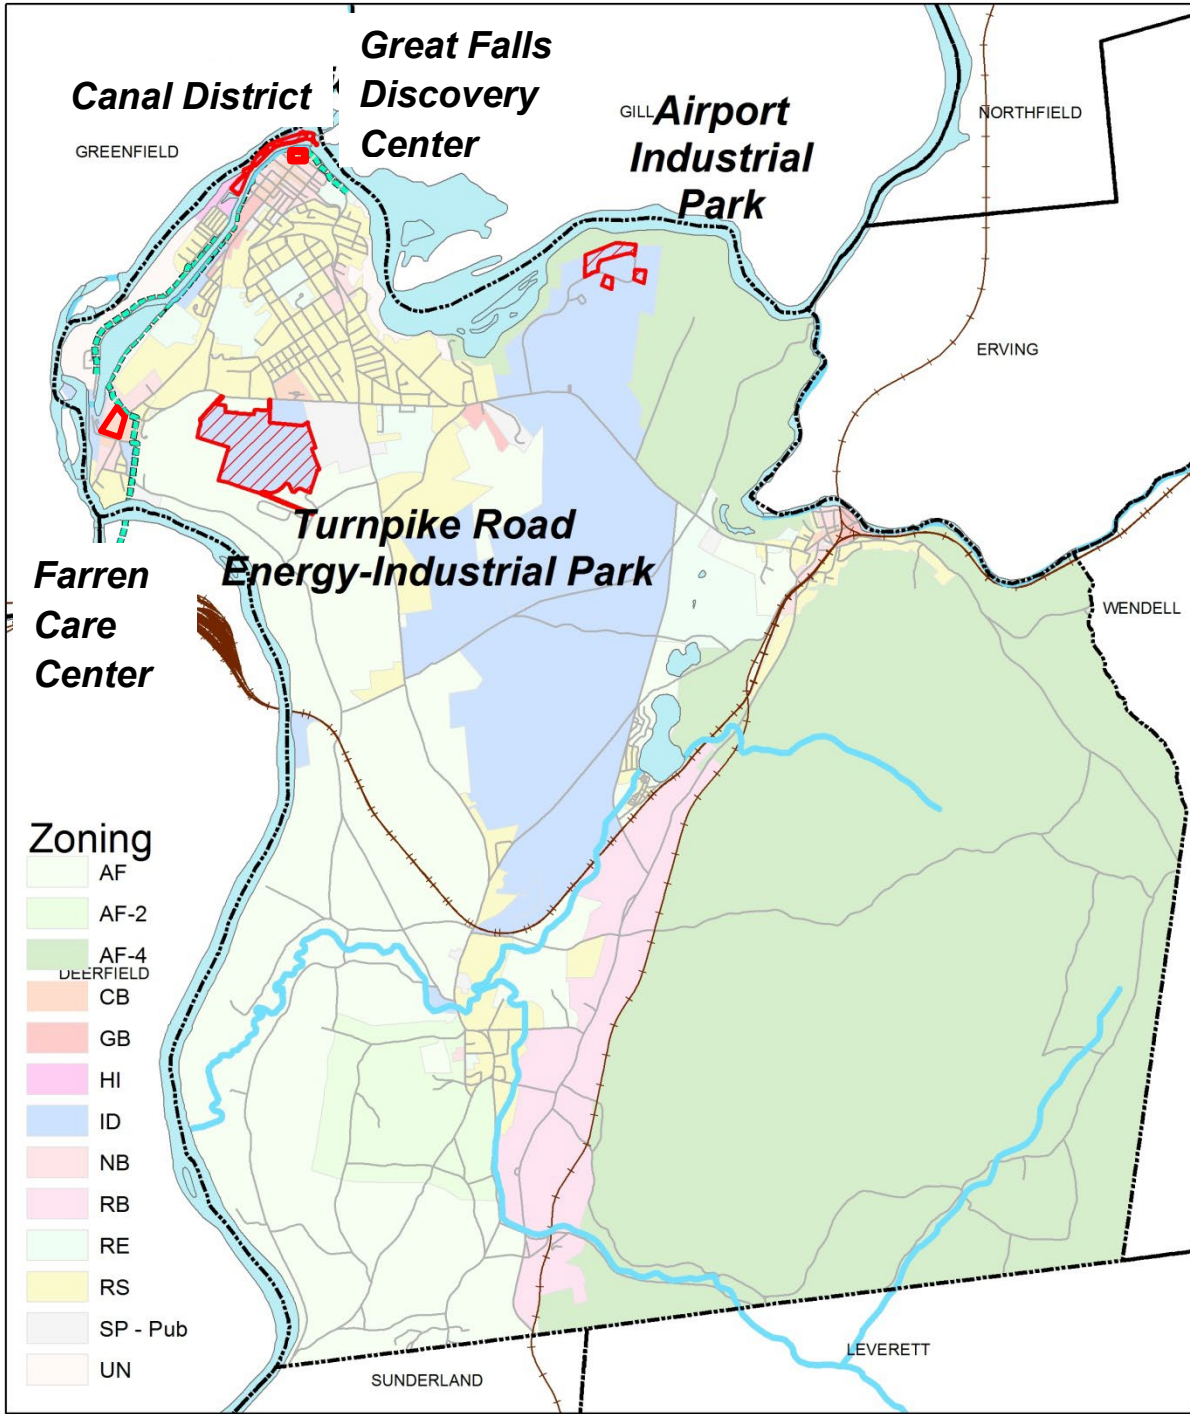 Great Falls
Discovery
Center
Canal District
GILL
Airport
Industrial
Park
NORTHFIELD
GREENFIELD
ERVING
Turnpike Road
Energy-Industrial Park
Farren
Care
Center
WENDELL
Zoning
AF
AF-2
AF-4
DEERFIELD
CB
GB
HI
ID
NB
RB
RE
RS
SP - Pub
UN
LEVERETT
SUNDERLAND